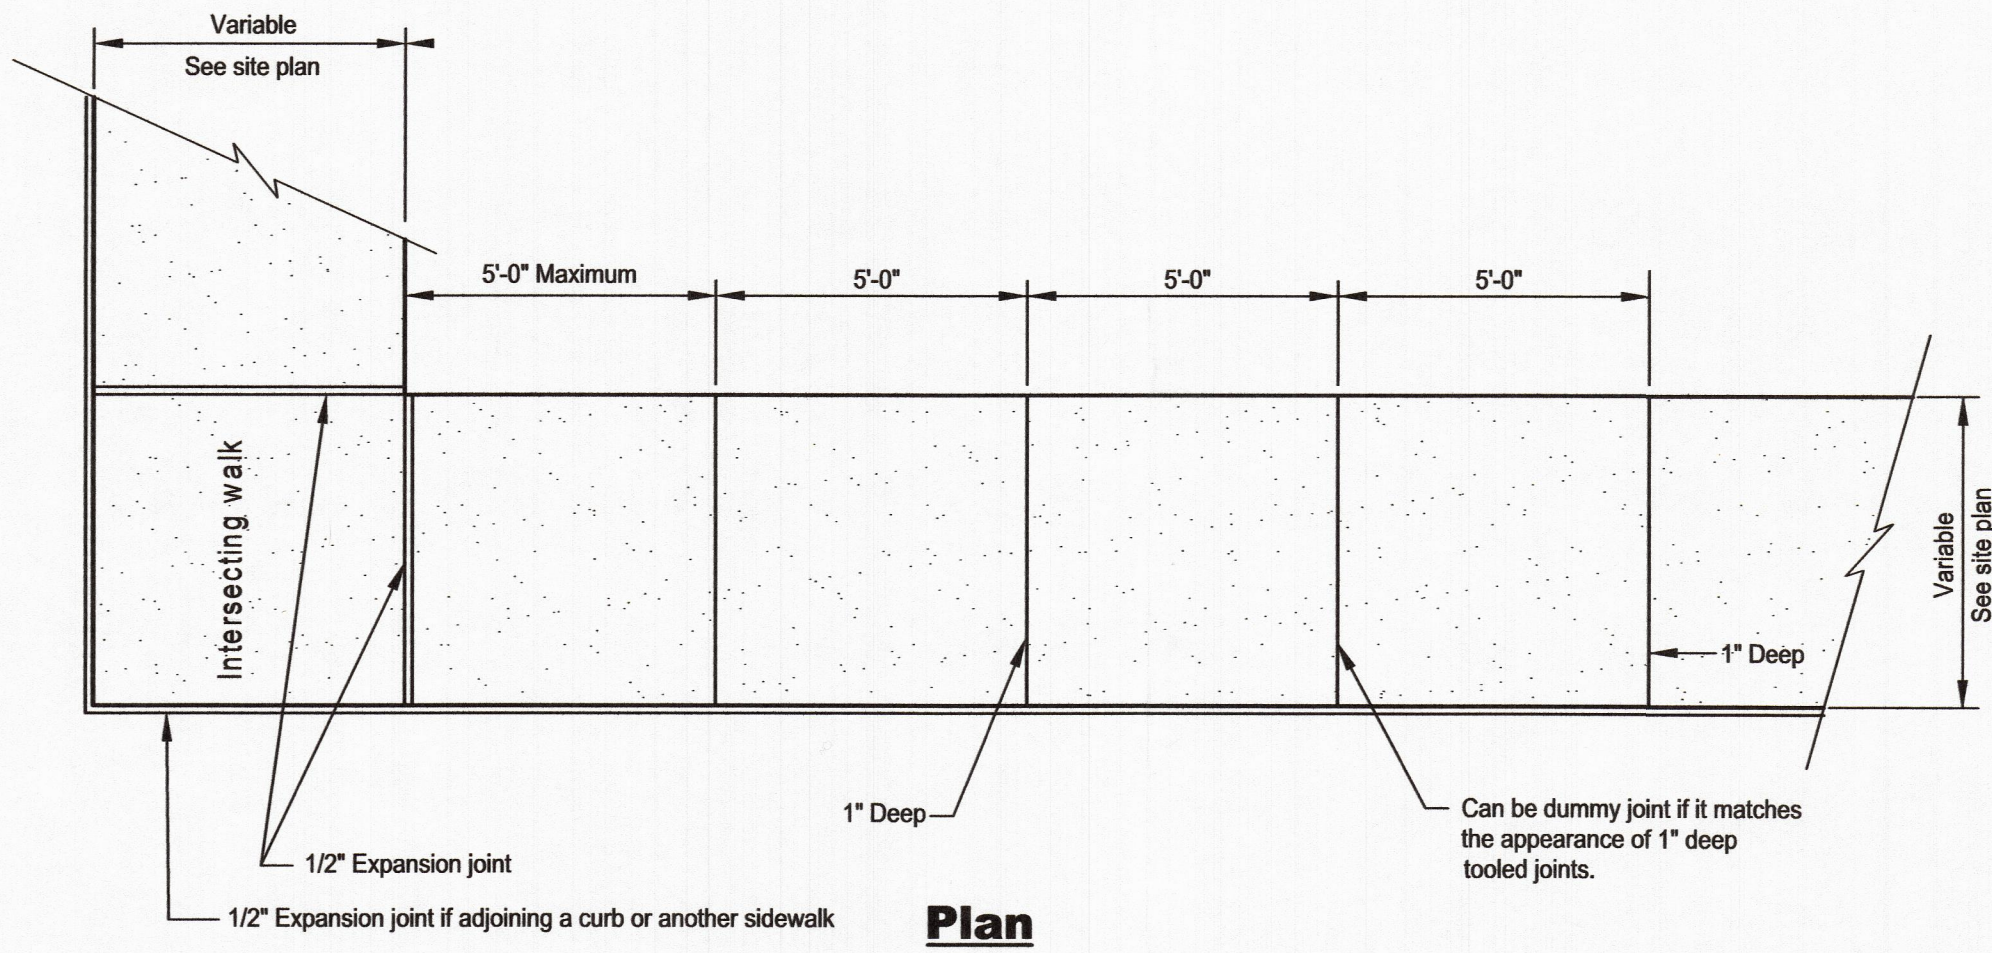 Variable
See site plan
5'-0" Maximum
5'-0"
5'-0"
5'-0"
Intersecting walk
Variable
See site plan
1" Deep
1" Deep
Can be dummy joint if it matches
the appearance of 1" deep
tooled joints.
1/2" Expansion joint
1/2" Expansion joint if adjoining a curb or another sidewalk
Plan